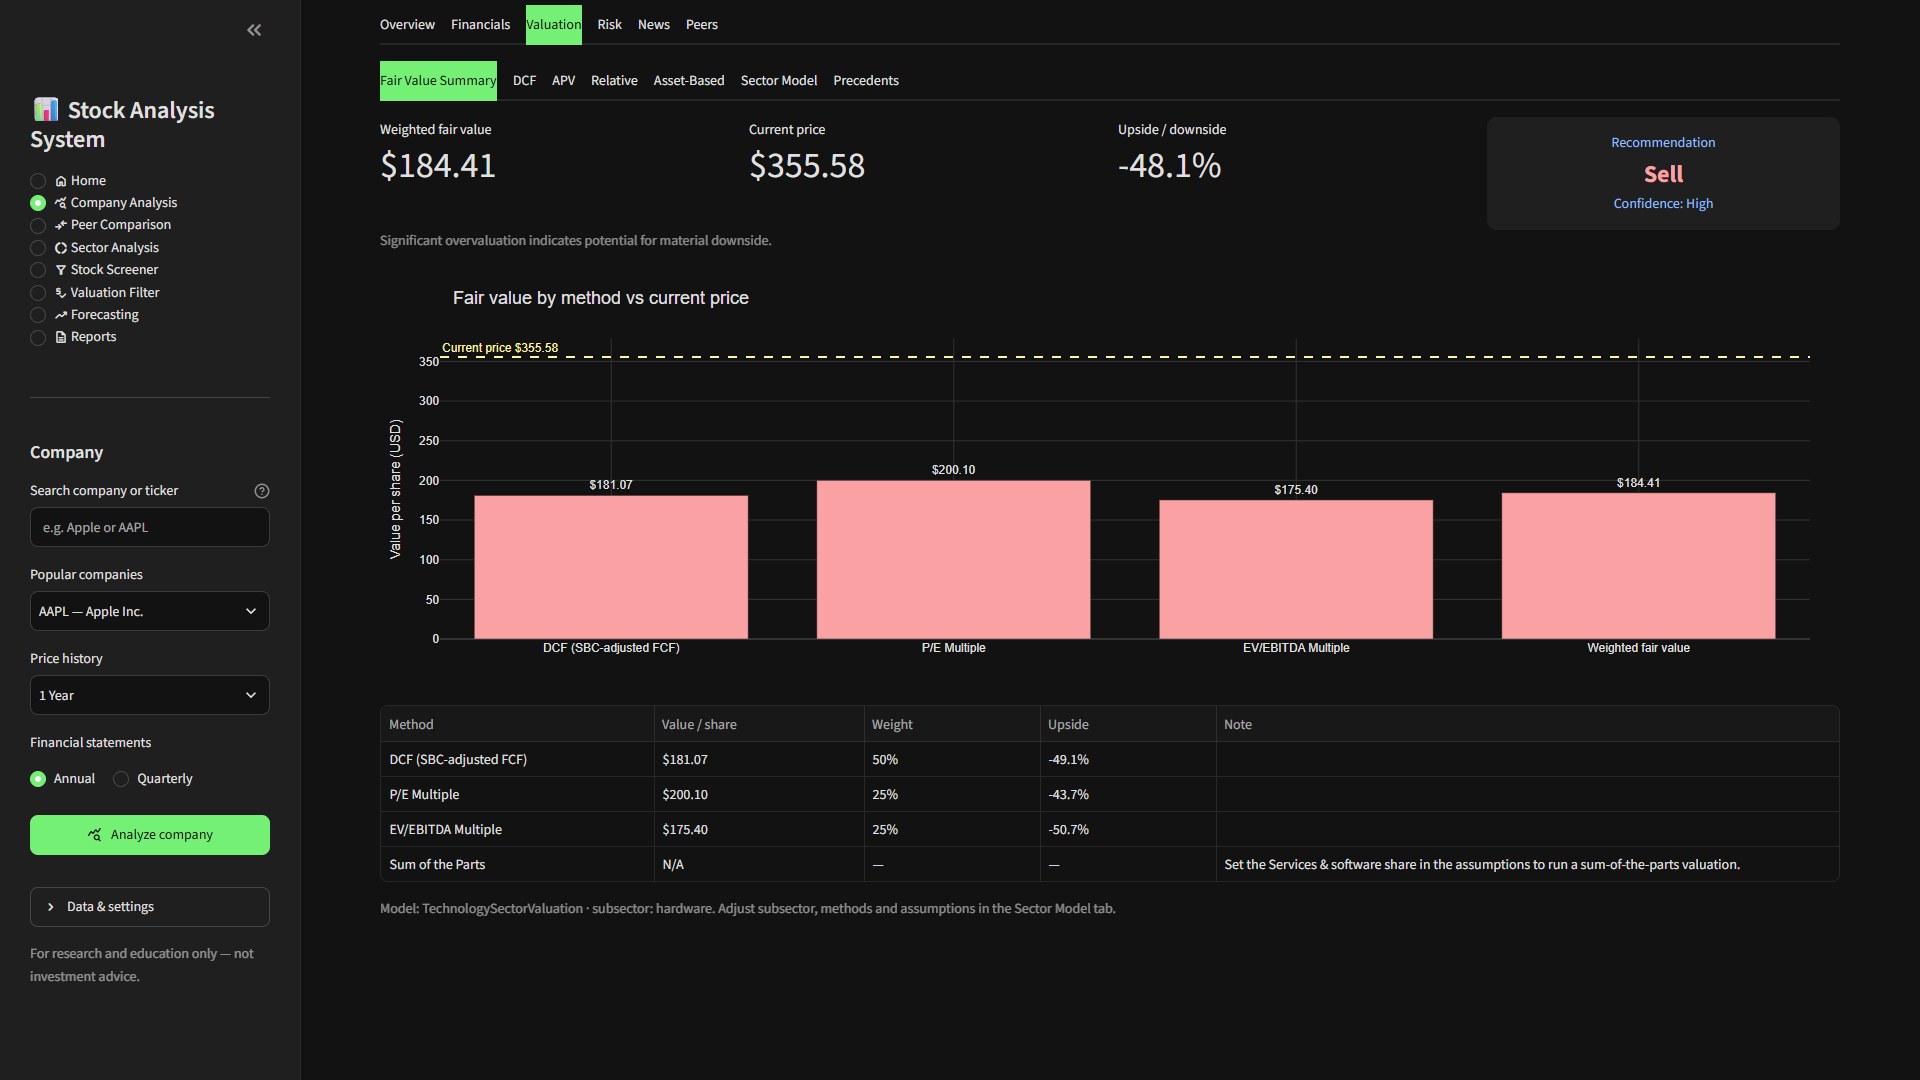 Stock Analysis
System
Home
Company Analysis
Peer Comparison
Sector Analysis
Stock Screener
Valuation Filter
Forecasting
Reports
Company
Search company or ticker
e.g. Apple or AAPL
Popular companies
AAPL — Apple Inc.
Price history
1 Year
Financial statements
Annual Quarterly
Analyze company
Data & settings
For research and education only — not
investment advice.
Overview Financials Valuation Risk News Peers
Fair Value Summary DCF APV Relative Asset-Based Sector Model Precedents
Weighted fair value Current price Upside / downside
$184.41 $355.58 -48.1%
Recommendation
Sell
Confidence: High
Significant overvaluation indicates potential for material downside.
Fair value by method vs current price
Current price $355.58
Value per share (USD)
350
300
250
200
150
100
50
0
$181.07 $200.10 $175.40 $184.41
DCF (SBC-adjusted FCF) P/E Multiple EV/EBITDA Multiple Weighted fair value
Method Value / share Weight Upside Note
DCF (SBC-adjusted FCF) $181.07 50% -49.1%
P/E Multiple $200.10 25% -43.7%
EV/EBITDA Multiple $175.40 25% -50.7%
Sum of the Parts N/A — — Set the Services & software share in the assumptions to run a sum-of-the-parts valuation.
Model: TechnologySectorValuation · subsector: hardware. Adjust subsector, methods and assumptions in the Sector Model tab.